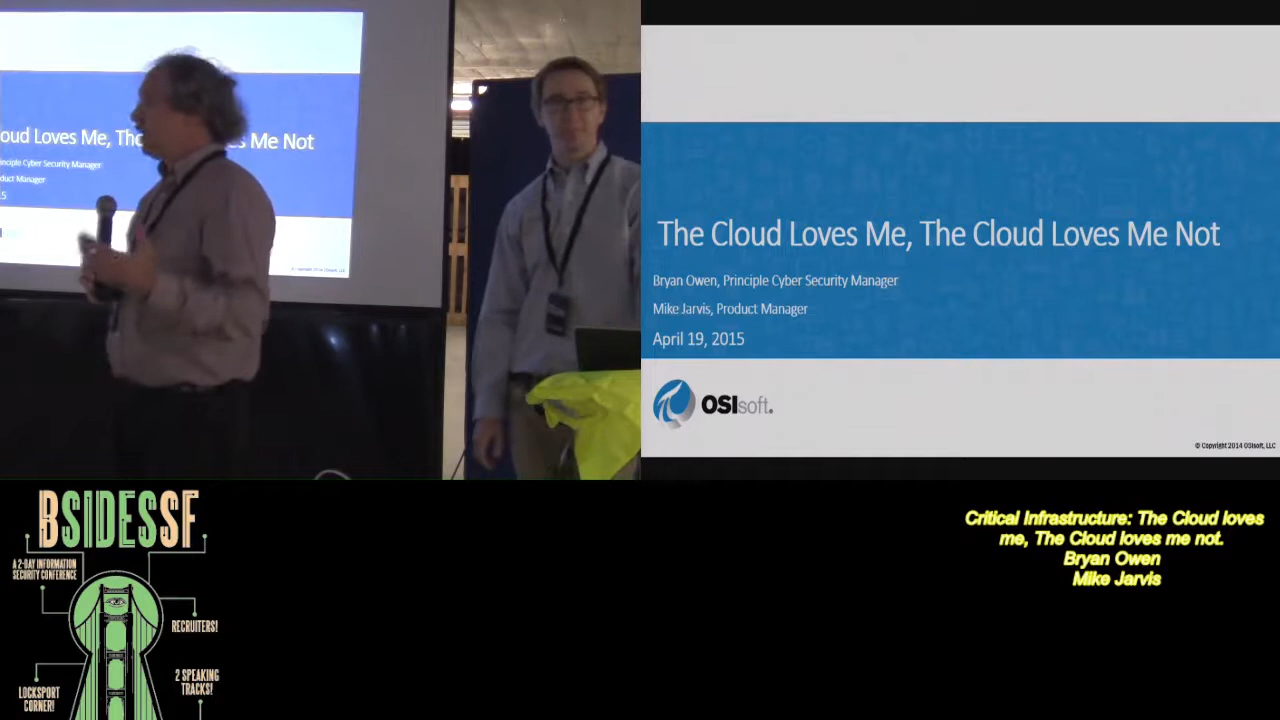 oud Loves Me, The
s Me Not
nciple Cyber Security Manager
duct Manager
5
The Cloud Loves Me, The Cloud Loves Me Not
Bryan Owen, Principle Cyber Security Manager
Mike Jarvis, Product Manager
April 19, 2015
OSIsoft.
© Copyright 2014 OSIsoft, LLC
BSIDESSF
A 2-DAY INFORMATION
SECURITY CONFERENCE
RECRUITERS!
2 SPEAKING
TRACKS!
LOCKSPORT
CORNER!
Critical Infrastructure: The Cloud loves
me, The Cloud loves me not.
Bryan Owen
Mike Jarvis